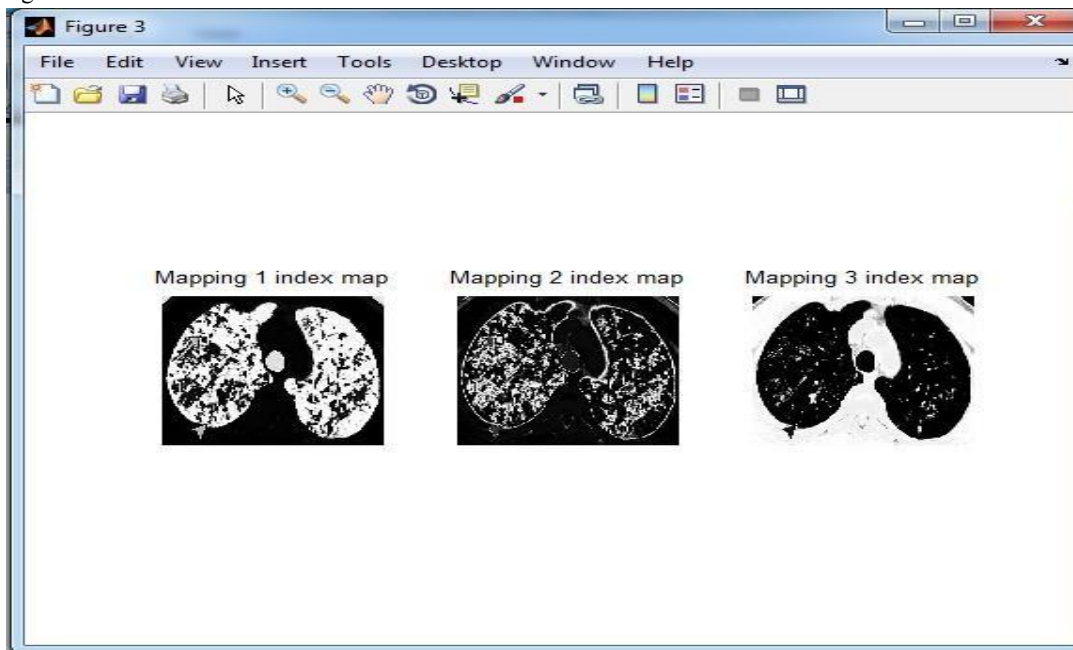 Figure 3
File Edit View Insert Tools Desktop Window Help
Mapping 1 index map Mapping 2 index map Mapping 3 index map